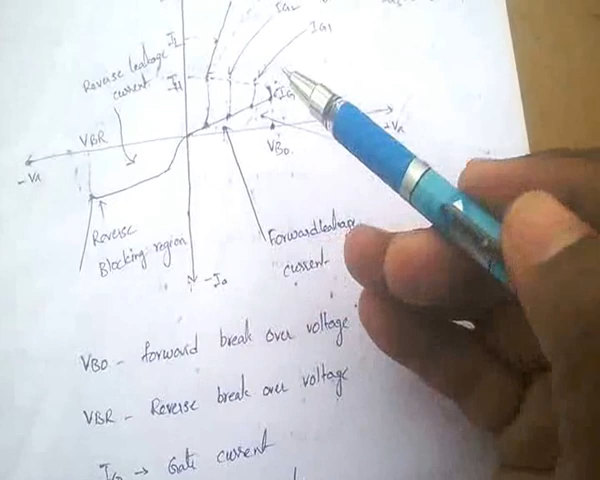 IG2
IG1
IL
IH
Reverse leakage
current
IG
VBR
-VA
+VA
VBO
Reverse
Blocking region
Forward leakage
current
-Ia
VBO - forward break over voltage
VBR - Reverse break over voltage
IG → Gate current